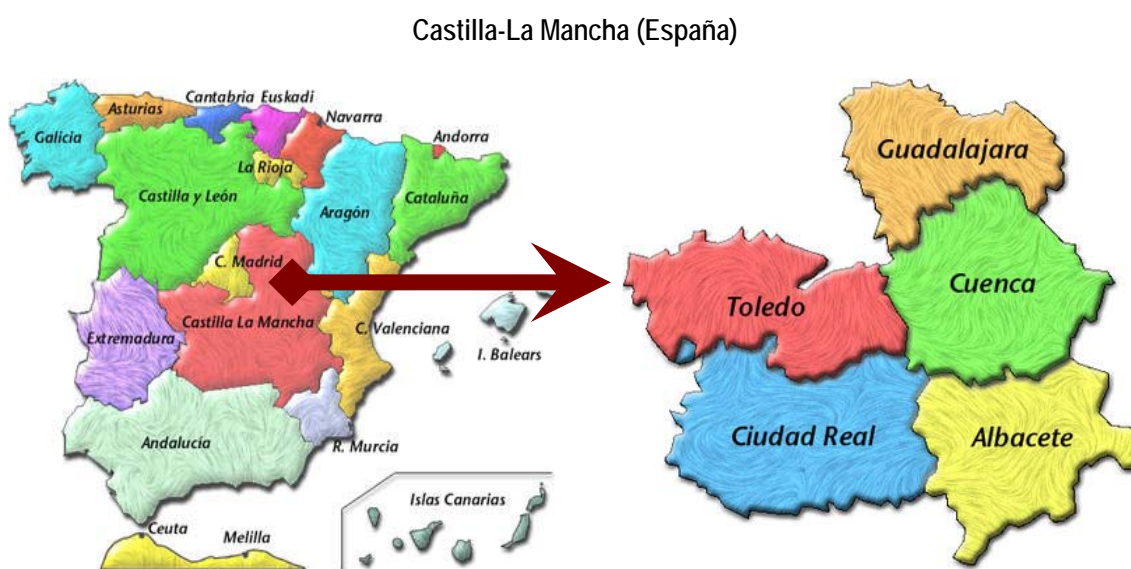 Castilla-La Mancha (España)
Cantabria
Euskadi
Asturias
Navarra
Galicia
Andorra
La Rioja
Castilla y León
Aragón
Cataluña
C. Madrid
Castilla La Mancha
C. Valenciana
Extremadura
I. Balears
Andalucía
R. Murcia
Islas Canarias
Ceuta
Melilla
Guadalajara
Cuenca
Toledo
Ciudad Real
Albacete